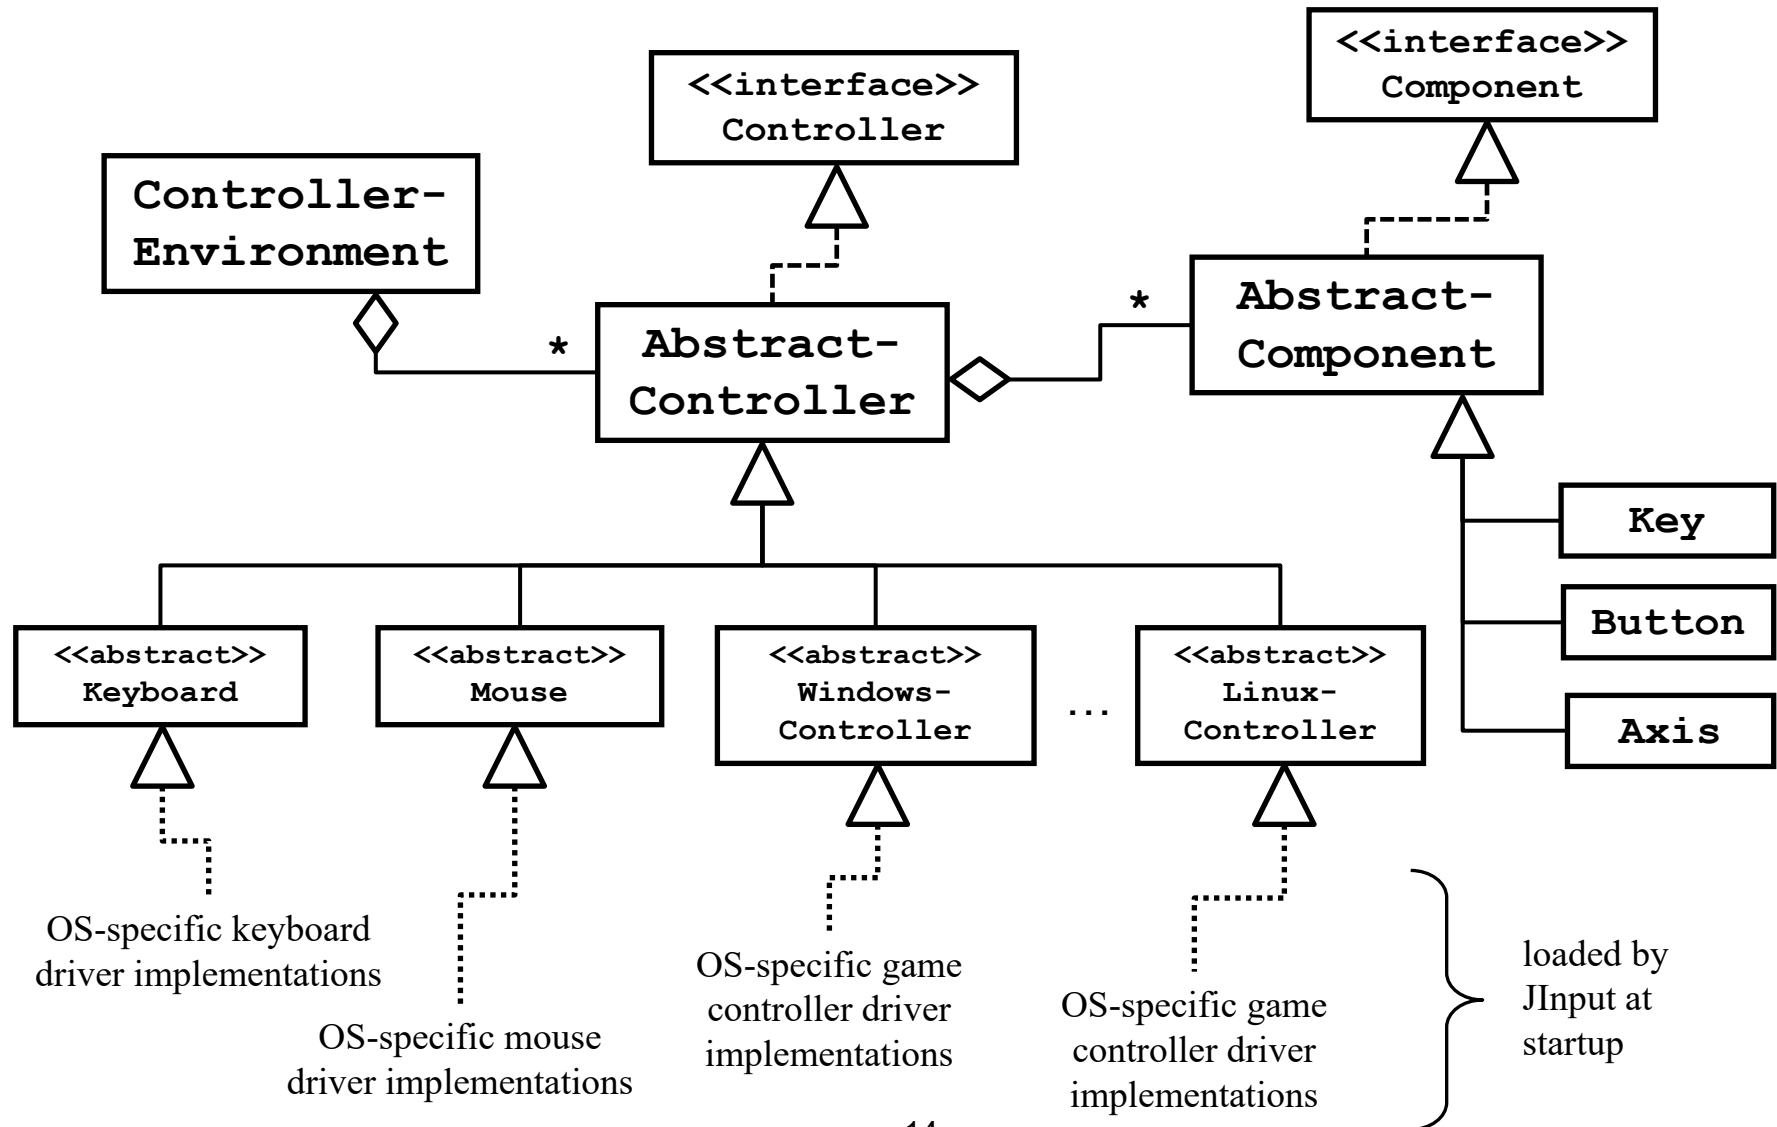 <<interface>>
Component
<<interface>>
Controller
Controller-
Environment
*
Abstract-
Controller
*
Abstract-
Component
Key
Button
Axis
<<abstract>>
Keyboard
<<abstract>>
Mouse
<<abstract>>
Windows-
Controller
...
<<abstract>>
Linux-
Controller
OS-specific keyboard
driver implementations
OS-specific mouse
driver implementations
OS-specific game
controller driver
implementations
OS-specific game
controller driver
implementations
loaded by
JInput at
startup